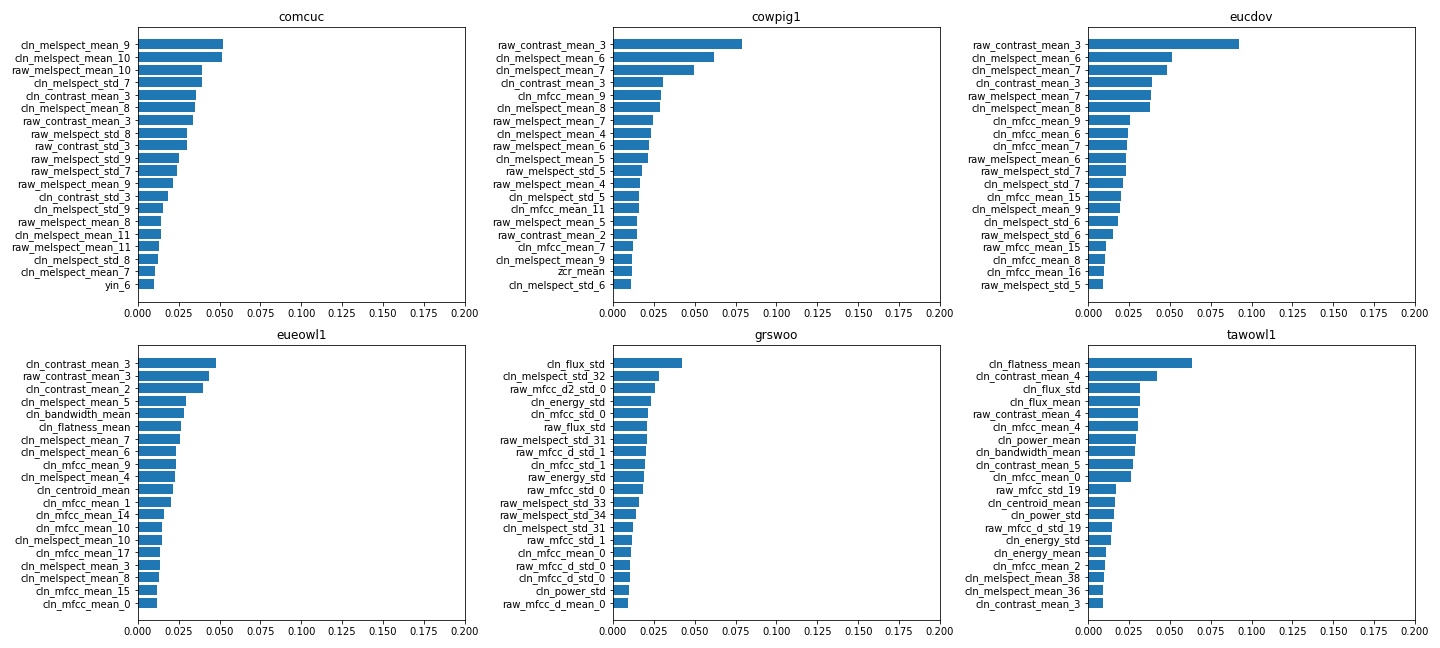 comcuc
cln_melspect_mean_9
cln_melspect_mean_10
raw_melspect_mean_10
cln_melspect_std_7
cln_contrast_mean_3
cln_melspect_mean_8
raw_contrast_mean_3
raw_melspect_std_8
raw_contrast_std_3
raw_melspect_std_9
raw_melspect_std_7
raw_melspect_mean_9
cln_contrast_std_3
cln_melspect_std_9
raw_melspect_mean_8
cln_melspect_mean_11
raw_melspect_mean_11
cln_melspect_std_8
cln_melspect_mean_7
yin_6
0.000 0.025 0.050 0.075 0.100 0.125 0.150 0.175 0.200
cowpig1
raw_contrast_mean_3
cln_melspect_mean_6
cln_melspect_mean_7
cln_contrast_mean_3
cln_mfcc_mean_9
cln_melspect_mean_8
raw_melspect_mean_7
cln_melspect_mean_4
raw_melspect_mean_6
cln_melspect_mean_5
raw_melspect_std_5
raw_melspect_mean_4
cln_melspect_std_5
cln_mfcc_mean_11
raw_melspect_mean_5
raw_contrast_mean_2
cln_mfcc_mean_7
cln_melspect_mean_9
zcr_mean
cln_melspect_std_6
0.000 0.025 0.050 0.075 0.100 0.125 0.150 0.175 0.200
eucdov
raw_contrast_mean_3
cln_melspect_mean_6
cln_melspect_mean_7
cln_contrast_mean_3
raw_melspect_mean_7
cln_melspect_mean_8
cln_mfcc_mean_9
cln_mfcc_mean_6
cln_mfcc_mean_7
raw_melspect_mean_6
raw_melspect_std_7
cln_melspect_std_7
cln_mfcc_mean_15
cln_melspect_mean_9
cln_melspect_std_6
raw_melspect_std_6
raw_mfcc_mean_15
cln_mfcc_mean_8
cln_mfcc_mean_16
raw_melspect_std_5
0.000 0.025 0.050 0.075 0.100 0.125 0.150 0.175 0.200
eueowl1
cln_contrast_mean_3
raw_contrast_mean_3
cln_contrast_mean_2
cln_melspect_mean_5
cln_bandwidth_mean
cln_flatness_mean
cln_melspect_mean_7
cln_melspect_mean_6
cln_mfcc_mean_9
cln_melspect_mean_4
cln_centroid_mean
cln_mfcc_mean_1
cln_mfcc_mean_14
cln_mfcc_mean_10
cln_melspect_mean_10
cln_mfcc_mean_17
cln_melspect_mean_3
cln_melspect_mean_8
cln_mfcc_mean_15
cln_mfcc_mean_0
0.000 0.025 0.050 0.075 0.100 0.125 0.150 0.175 0.200
grswoo
cln_flux_std
cln_melspect_std_32
raw_mfcc_d2_std_0
cln_energy_std
cln_mfcc_std_0
raw_flux_std
raw_melspect_std_31
raw_mfcc_d_std_1
cln_mfcc_std_1
raw_energy_std
raw_mfcc_std_0
raw_melspect_std_33
raw_melspect_std_34
cln_melspect_std_31
raw_mfcc_std_1
cln_mfcc_mean_0
raw_mfcc_d_std_0
cln_mfcc_d_std_0
cln_power_std
raw_mfcc_d_mean_0
0.000 0.025 0.050 0.075 0.100 0.125 0.150 0.175 0.200
tawowl1
cln_flatness_mean
cln_contrast_mean_4
cln_flux_std
cln_flux_mean
raw_contrast_mean_4
cln_mfcc_mean_4
cln_power_mean
cln_bandwidth_mean
cln_contrast_mean_5
cln_mfcc_mean_0
raw_mfcc_std_19
cln_centroid_mean
cln_power_std
raw_mfcc_d_std_19
cln_energy_std
cln_energy_mean
cln_mfcc_mean_2
cln_melspect_mean_38
cln_melspect_mean_36
cln_contrast_mean_3
0.000 0.025 0.050 0.075 0.100 0.125 0.150 0.175 0.200